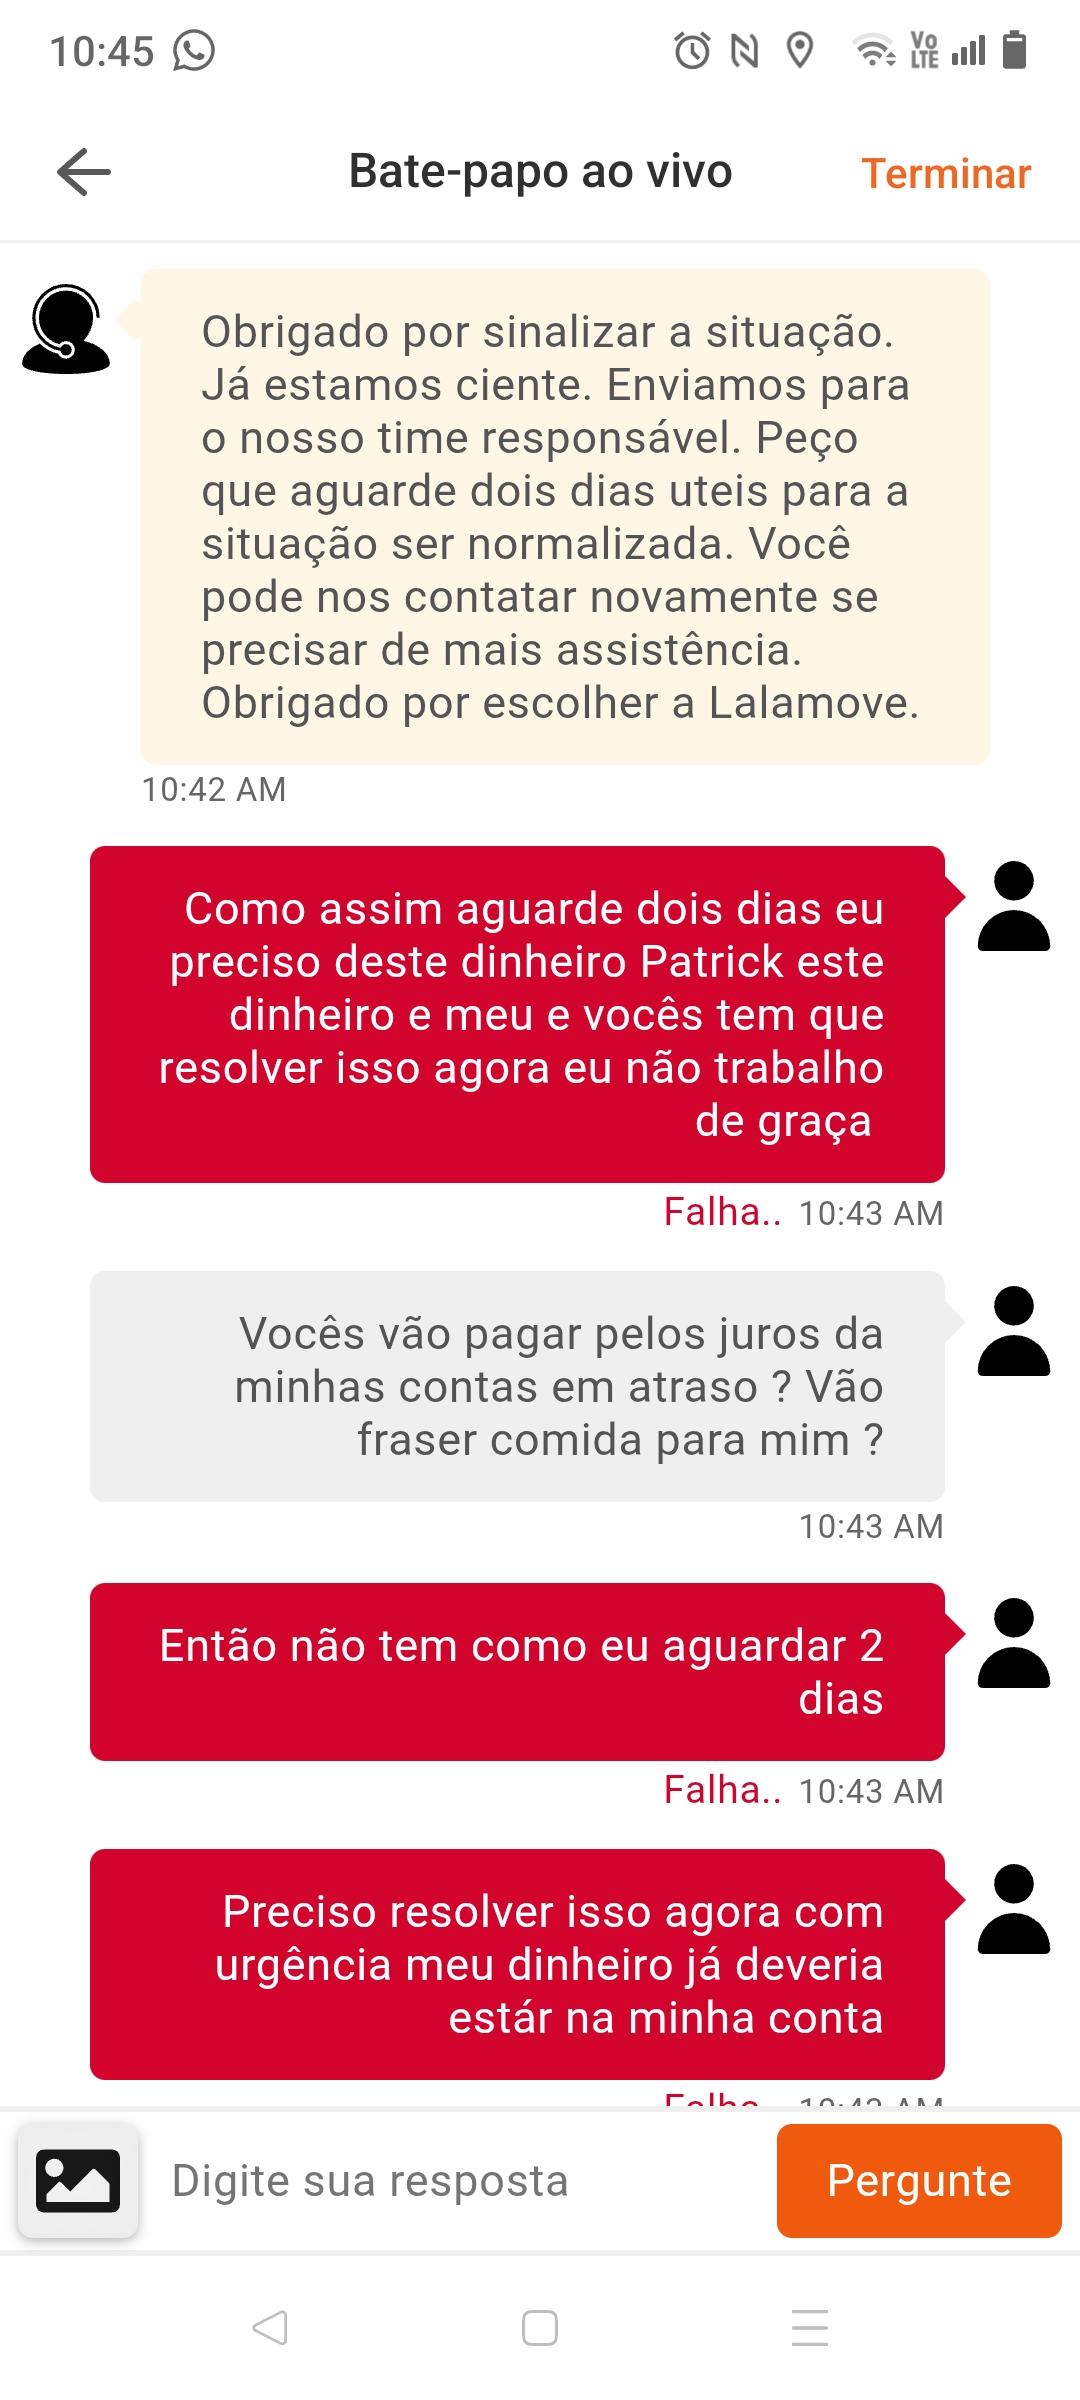 10:45
Vo
LTE
Bate-papo ao vivo
Terminar
Obrigado por sinalizar a situação.
Já estamos ciente. Enviamos para
o nosso time responsável. Peço
que aguarde dois dias uteis para a
situação ser normalizada. Você
pode nos contatar novamente se
precisar de mais assistência.
Obrigado por escolher a Lalamove.
10:42 AM
Como assim aguarde dois dias eu
preciso deste dinheiro Patrick este
dinheiro e meu e vocês tem que
resolver isso agora eu não trabalho
de graça
Falha.. 10:43 AM
Vocês vão pagar pelos juros da
minhas contas em atraso ? Vão
fraser comida para mim ?
10:43 AM
Então não tem como eu aguardar 2
dias
Falha.. 10:43 AM
Preciso resolver isso agora com
urgência meu dinheiro já deveria
estár na minha conta
Falha.. 10:43 AM
Digite sua resposta
Pergunte